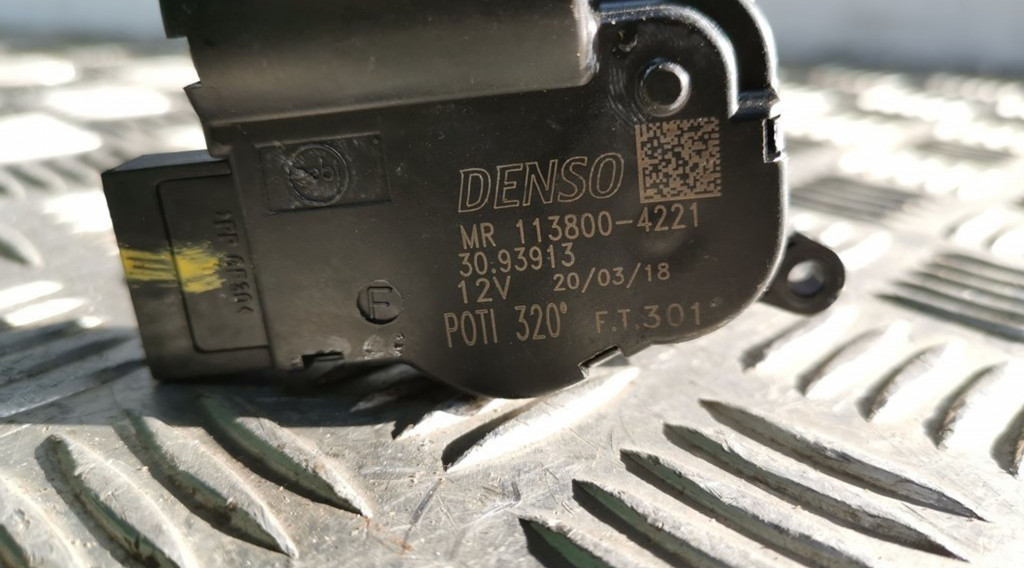 DENSO
MR 113800-4221
30.93913
12V 20/03/18
F
POTI 320° F.T.301